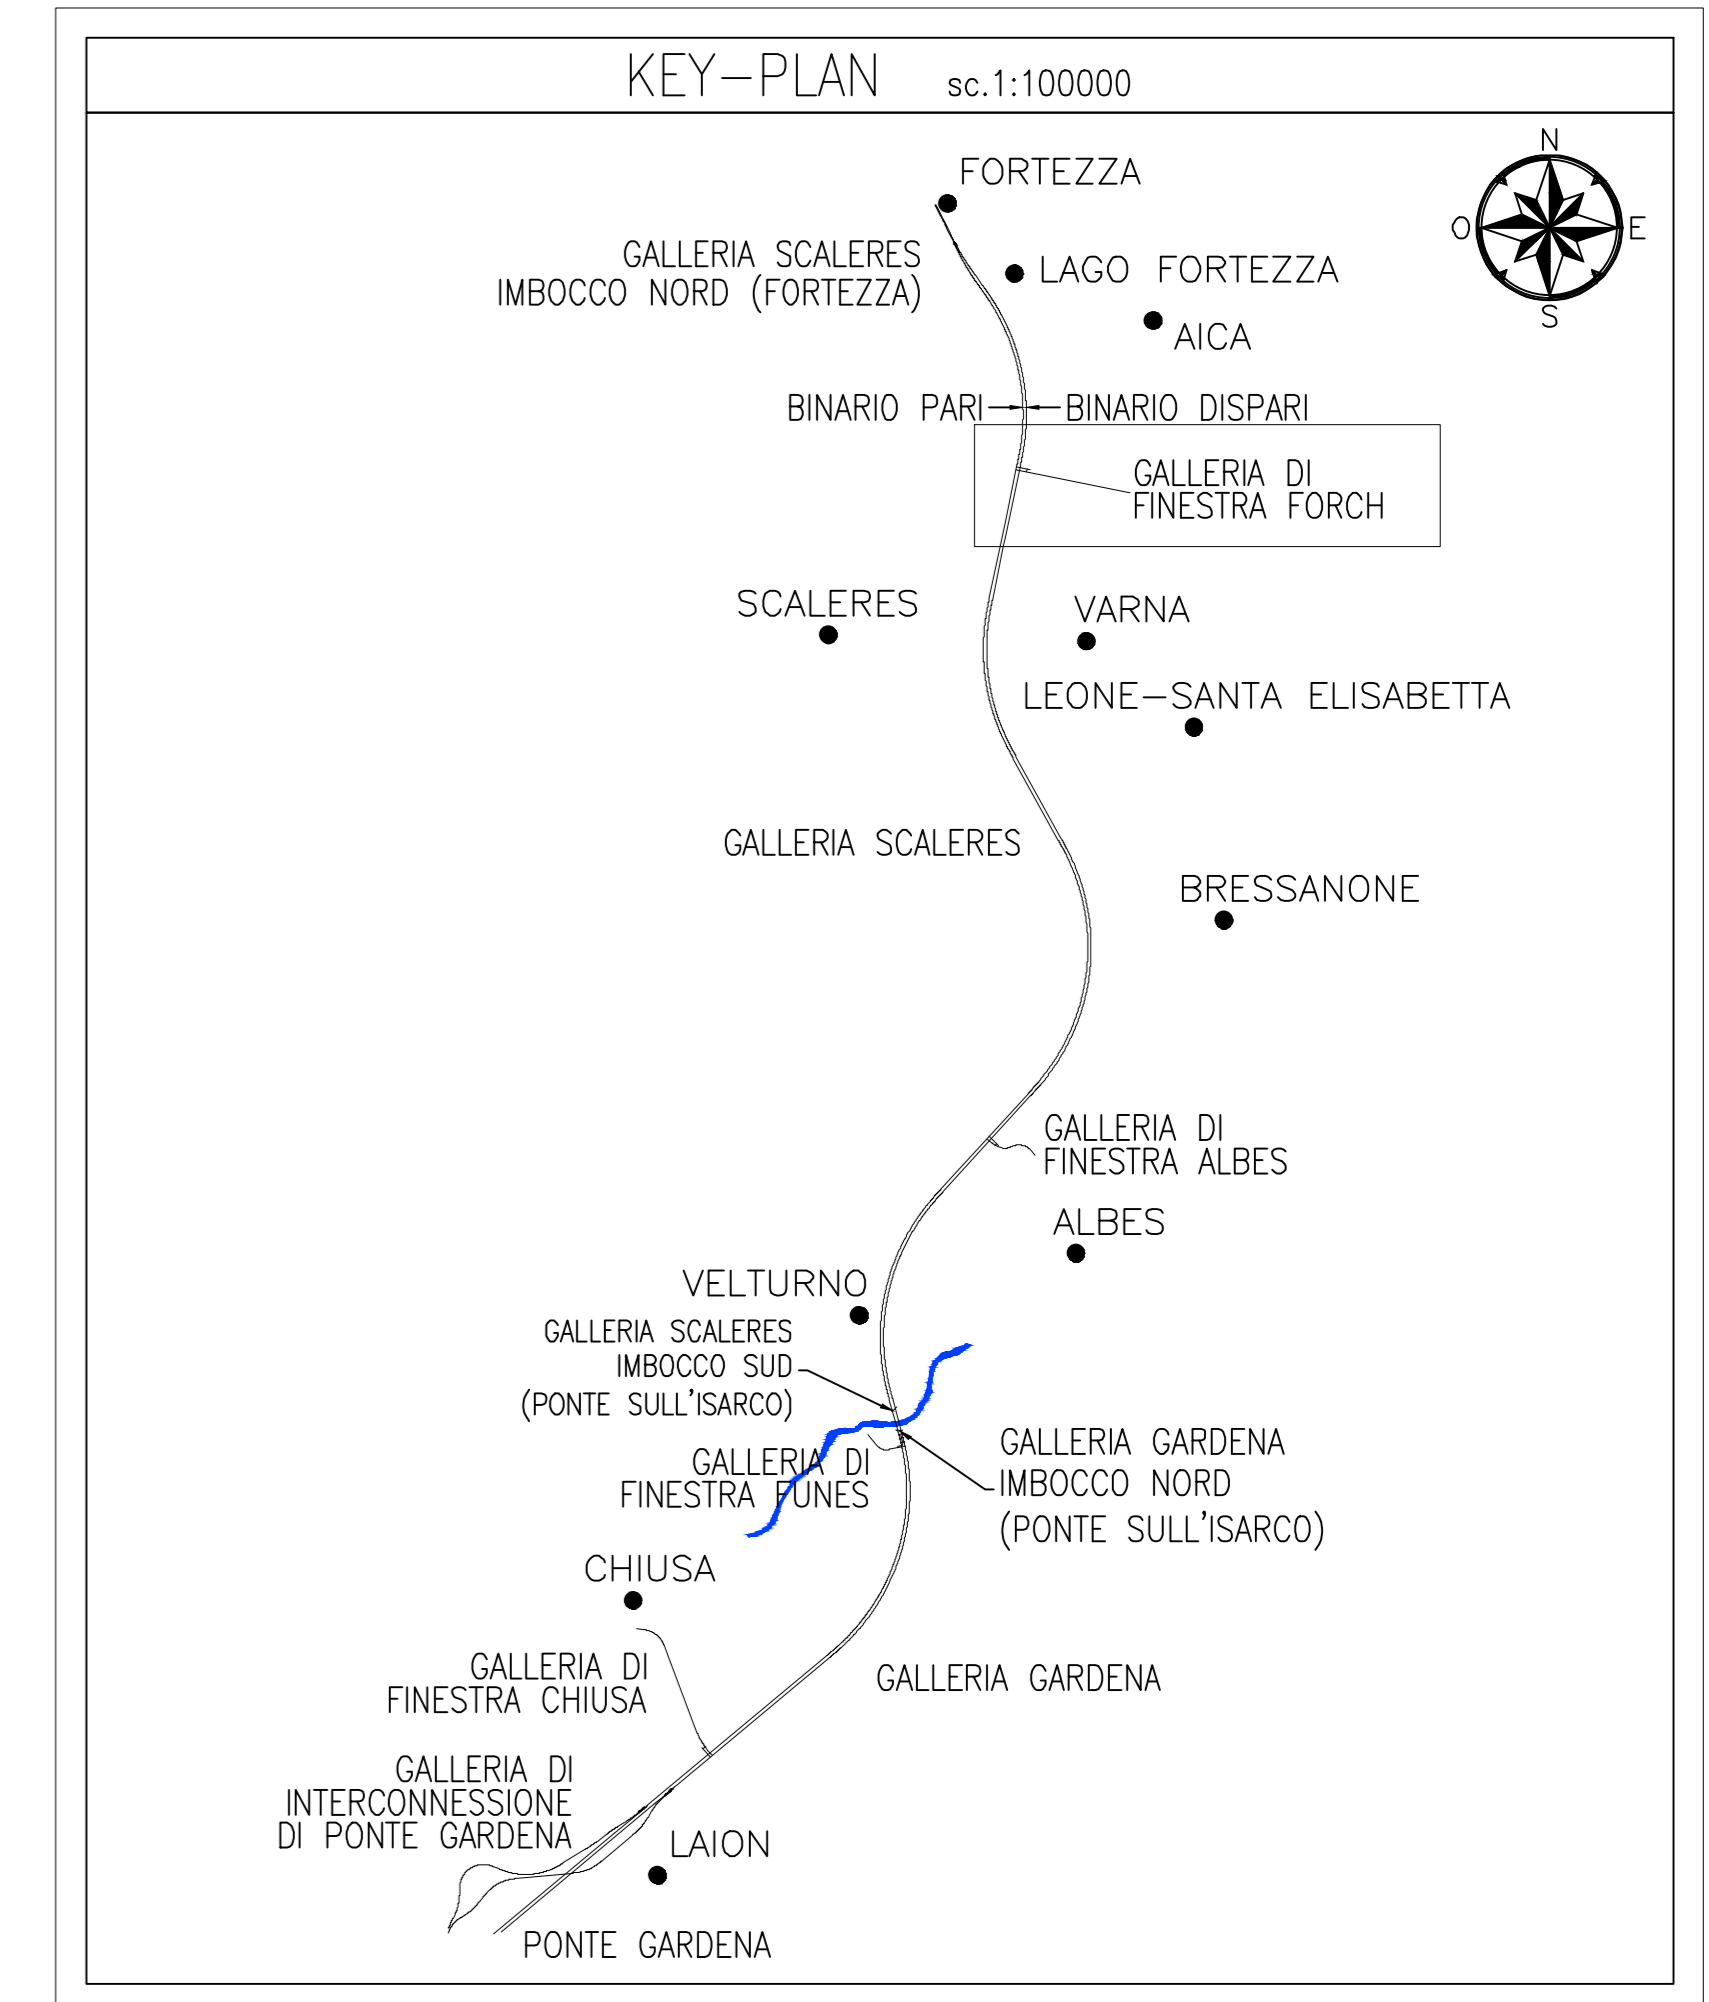 KEY-PLAN sc.1:100000
N
O
E
S
FORTEZZA
GALLERIA SCALERES
IMBOCCO NORD (FORTEZZA)
LAGO FORTEZZA
AICA
BINARIO PARI
BINARIO DISPARI
GALLERIA DI
FINESTRA FORCH
SCALERES
VARNA
LEONE-SANTA ELISABETTA
GALLERIA SCALERES
BRESSANONE
GALLERIA DI
FINESTRA ALBES
ALBES
VELTURNO
GALLERIA SCALERES
IMBOCCO SUD
(PONTE SULL'ISARCO)
GALLERIA DI
FINESTRA FUNES
GALLERIA GARDENA
IMBOCCO NORD
(PONTE SULL'ISARCO)
CHIUSA
GALLERIA DI
FINESTRA CHIUSA
GALLERIA GARDENA
GALLERIA DI
INTERCONNESSIONE
DI PONTE GARDENA
LAION
PONTE GARDENA